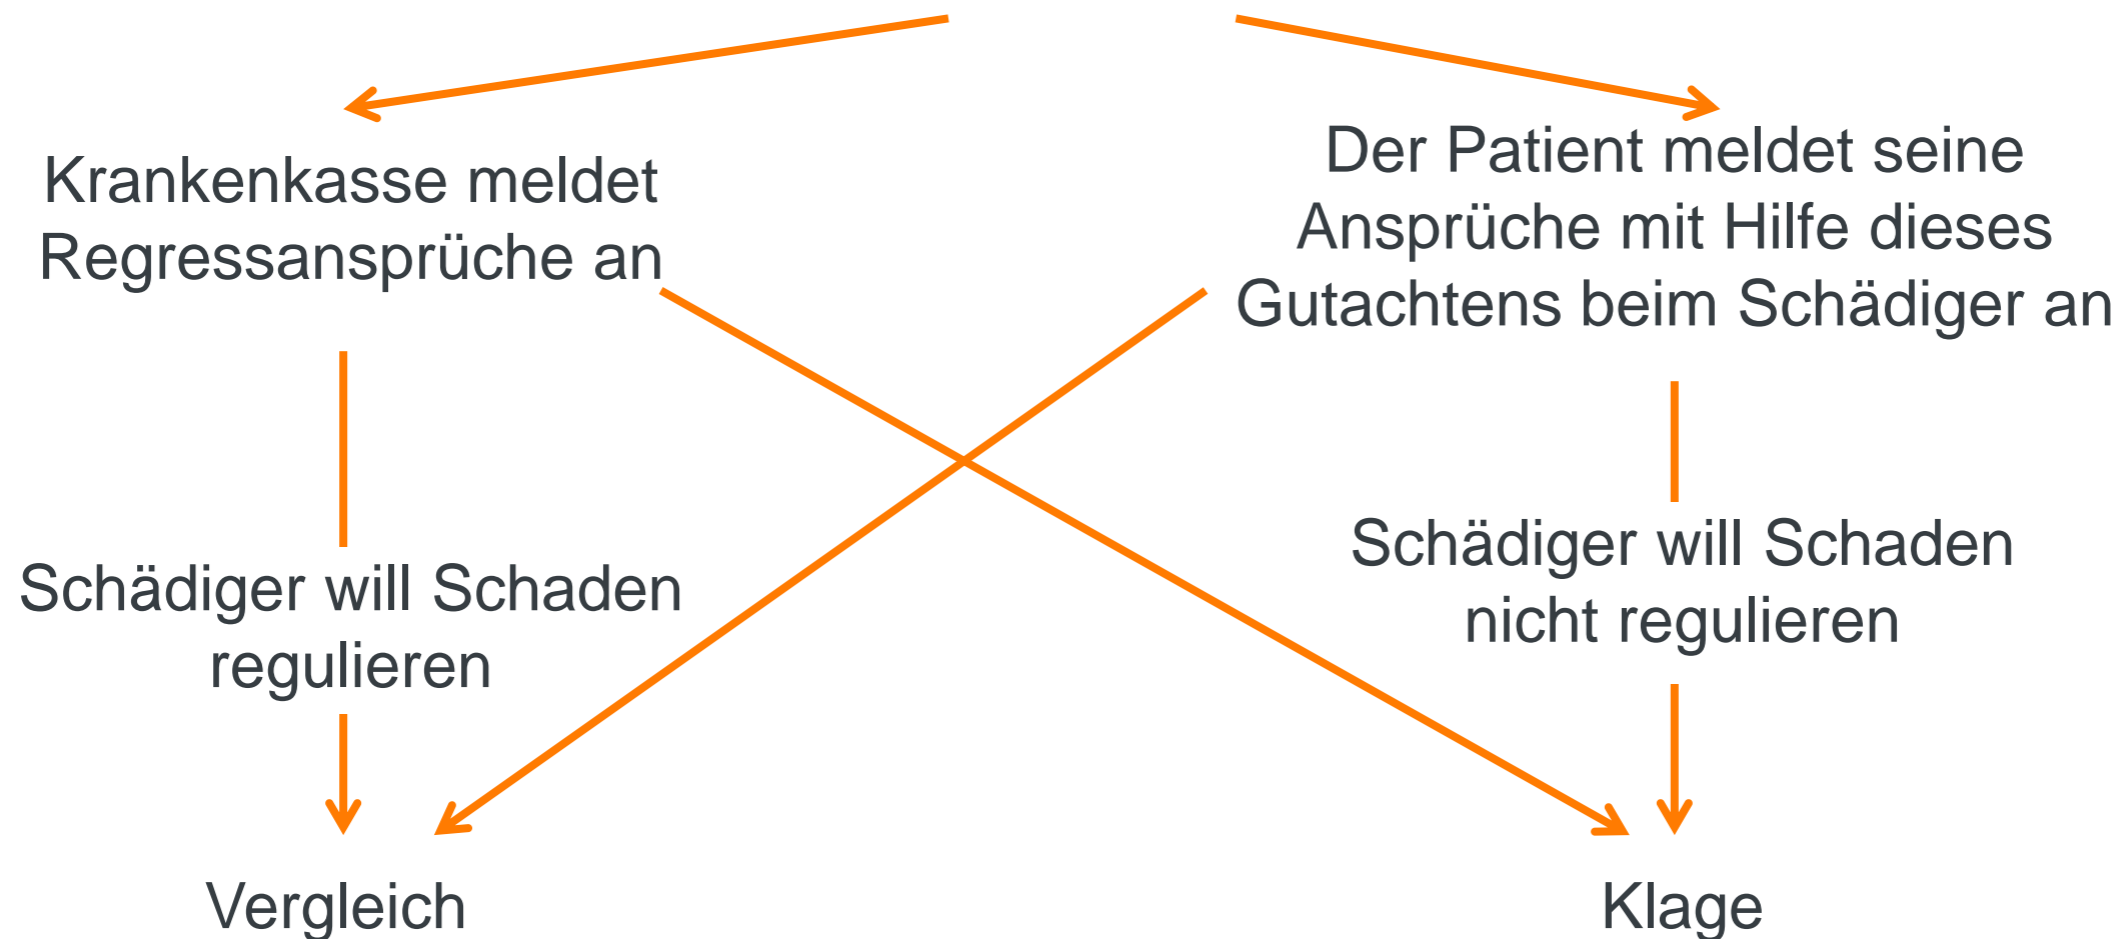 Krankenkasse meldet
Regressansprüche an
Der Patient meldet seine
Ansprüche mit Hilfe dieses
Gutachtens beim Schädiger an
Schädiger will Schaden
regulieren
Schädiger will Schaden
nicht regulieren
Vergleich
Klage